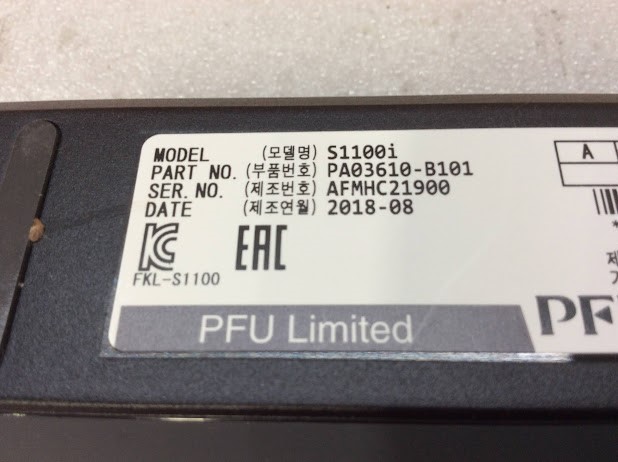 MODEL (모델명) S1100i
PART NO. (부품번호) PA03610-B101
SER.NO. (제조번호) AFMHC21900
DATE (제조연월) 2018-08
A
FKL-S1100
EAC
PFU Limited
PF